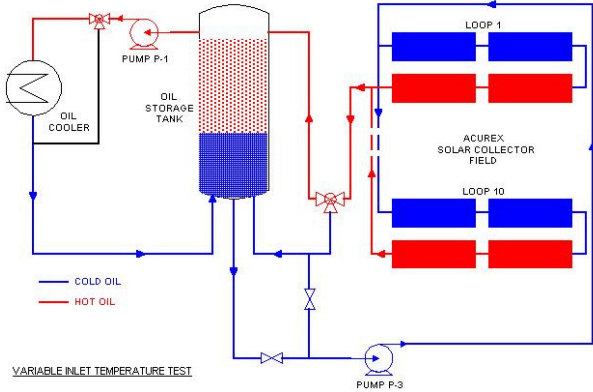 LOOP 1
PUMP P-1
OIL
STORAGE
TANK
OIL
COOLER
ACUREX
SOLAR COLLECTOR
FIELD
LOOP 10
COLD OIL
HOT OIL
VARIABLE INLET TEMPERATURE TEST
PUMP P-3